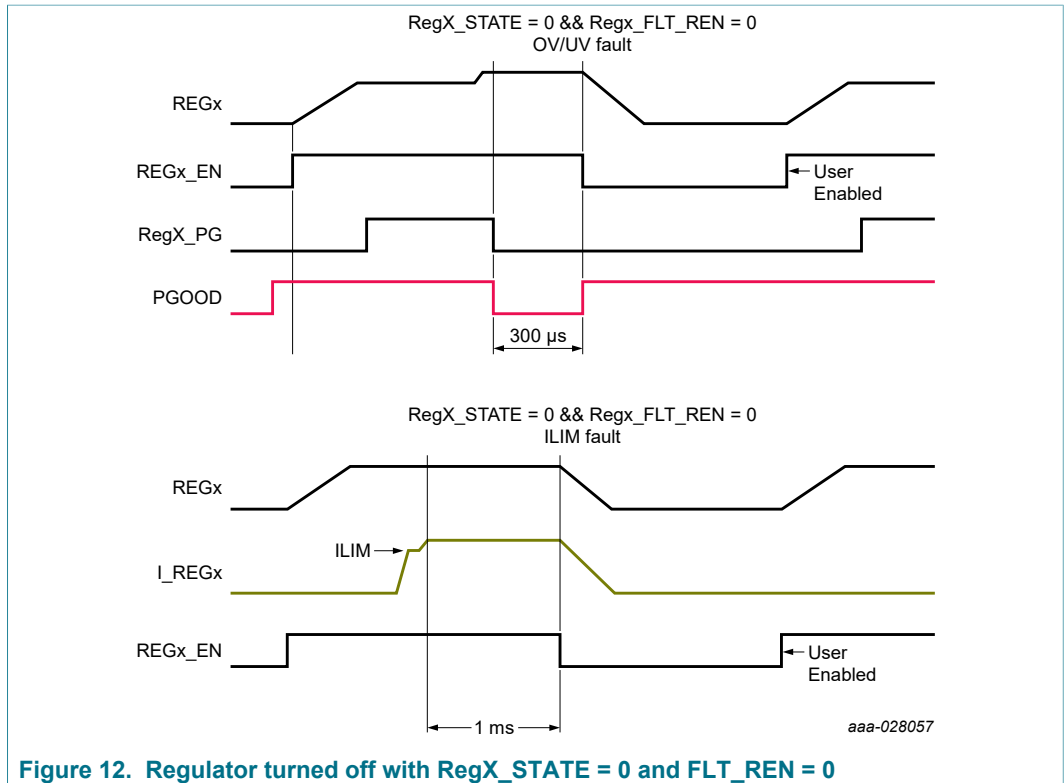 RegX_STATE = 0 && Regx_FLT_REN = 0
OV/UV fault
REGx
REGx_EN
User
Enabled
RegX_PG
PGOOD
300 µs
RegX_STATE = 0 && Regx_FLT_REN = 0
ILIM fault
REGx
ILIM
I_REGx
REGx_EN
User
Enabled
1 ms
aaa-028057
Figure 12. Regulator turned off with RegX_STATE = 0 and FLT_REN = 0